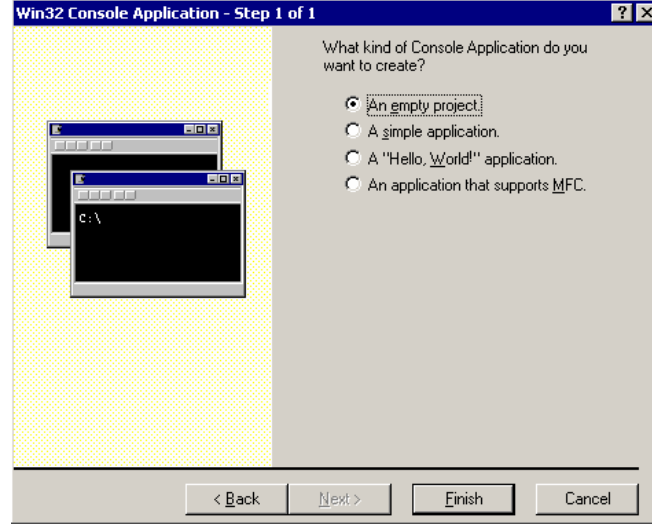 Win32 Console Application - Step 1 of 1
What kind of Console Application do you
want to create?
An empty project.
A simple application.
A "Hello, World!" application.
An application that supports MFC.
C:\
< Back
Next >
Finish
Cancel